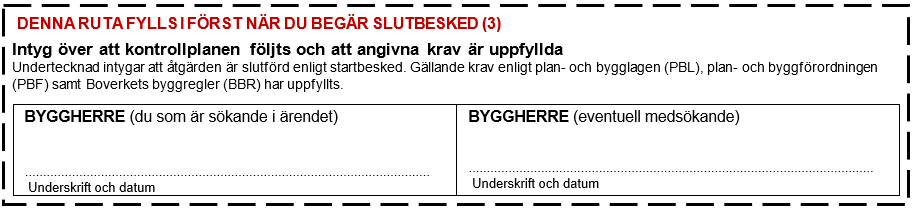 DENNA RUTA FYLLS I FÖRST NÄR DU BEGÄR SLUTBESKED (3)
Intyg över att kontrollplanen följts och att angivna krav är uppfyllda
Undertecknad intygar att åtgärden är slutförd enligt startbesked. Gällande krav enligt plan- och bygglagen (PBL), plan- och byggförordningen
(PBF) samt Boverkets byggregler (BBR) har uppfyllts.
BYGGHERRE (du som är sökande i ärendet)
Underskrift och datum
BYGGHERRE (eventuell medsökande)
Underskrift och datum